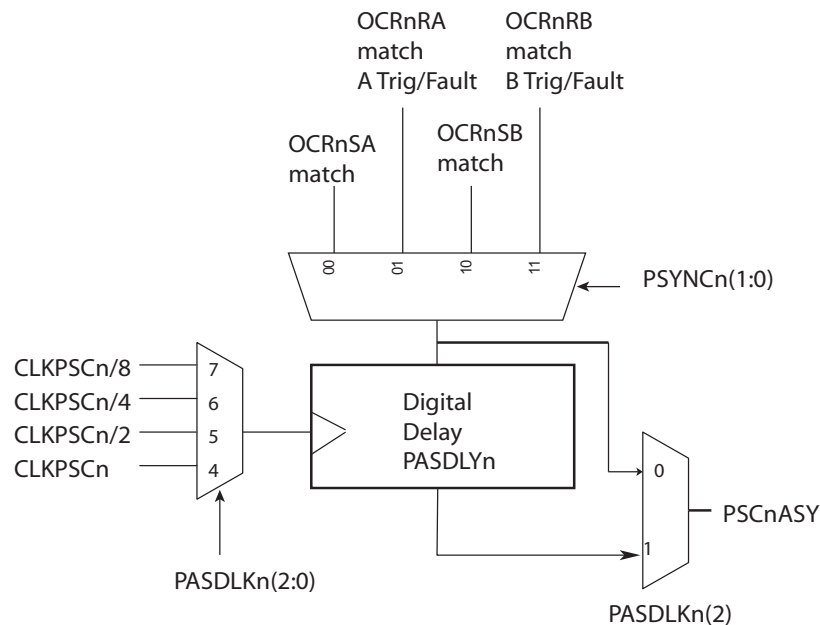 OCRnRA
match
A Trig/Fault
OCRnRB
match
B Trig/Fault
OCRnSA
match
OCRnSB
match
00
01
10
11
PSYNCn(1:0)
CLKPSCn/8
CLKPSCn/4
CLKPSCn/2
CLKPSCn
7
6
5
4
Digital
Delay
PASDLYn
0
1
PSCnASY
PASDLKn(2:0)
PASDLKn(2)